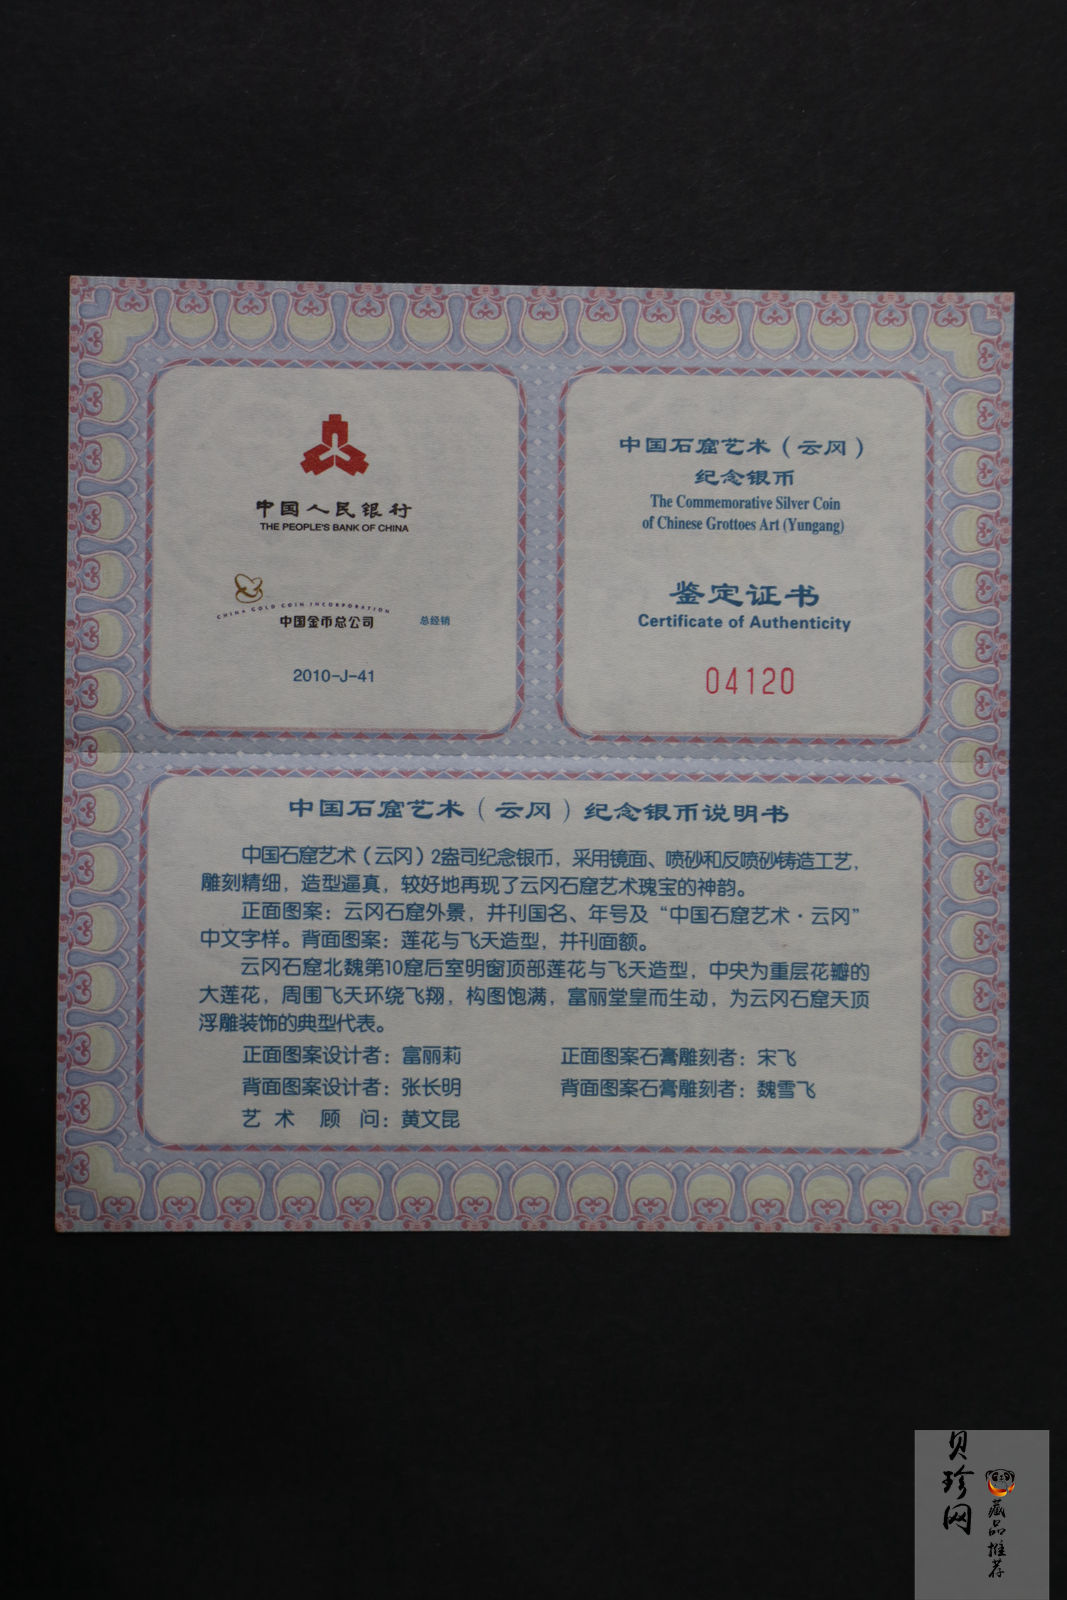 中国人民银行
THE PEOPLE'S BANK OF CHINA
CHINA GOLD COIN INCORPORATION
中国金币总公司 总经销
2010-J-41
中国石窟艺术（云冈）
纪念银币
The Commemorative Silver Coin
of Chinese Grottoes Art (Yungang)
鉴定证书
Certificate of Authenticity
04120
中国石窟艺术（云冈）纪念银币说明书
中国石窟艺术（云冈）2盎司纪念银币，采用镜面、喷砂和反喷砂铸造工艺，
雕刻精细，造型逼真，较好地再现了云冈石窟艺术瑰宝的神韵。
正面图案：云冈石窟外景，并刊国名、年号及“中国石窟艺术·云冈”
中文字样。背面图案：莲花与飞天造型，并刊面额。
云冈石窟北魏第10窟后室明窗顶部莲花与飞天造型，中央为重层花瓣的
大莲花，周围飞天环绕飞翔，构图饱满，富丽堂皇而生动，为云冈石窟天顶
浮雕装饰的典型代表。
正面图案设计者：富丽莉 正面图案石膏雕刻者：宋飞
背面图案设计者：张长明 背面图案石膏雕刻者：魏雪飞
艺术顾问：黄文昆
贝珍网
藏品推荐